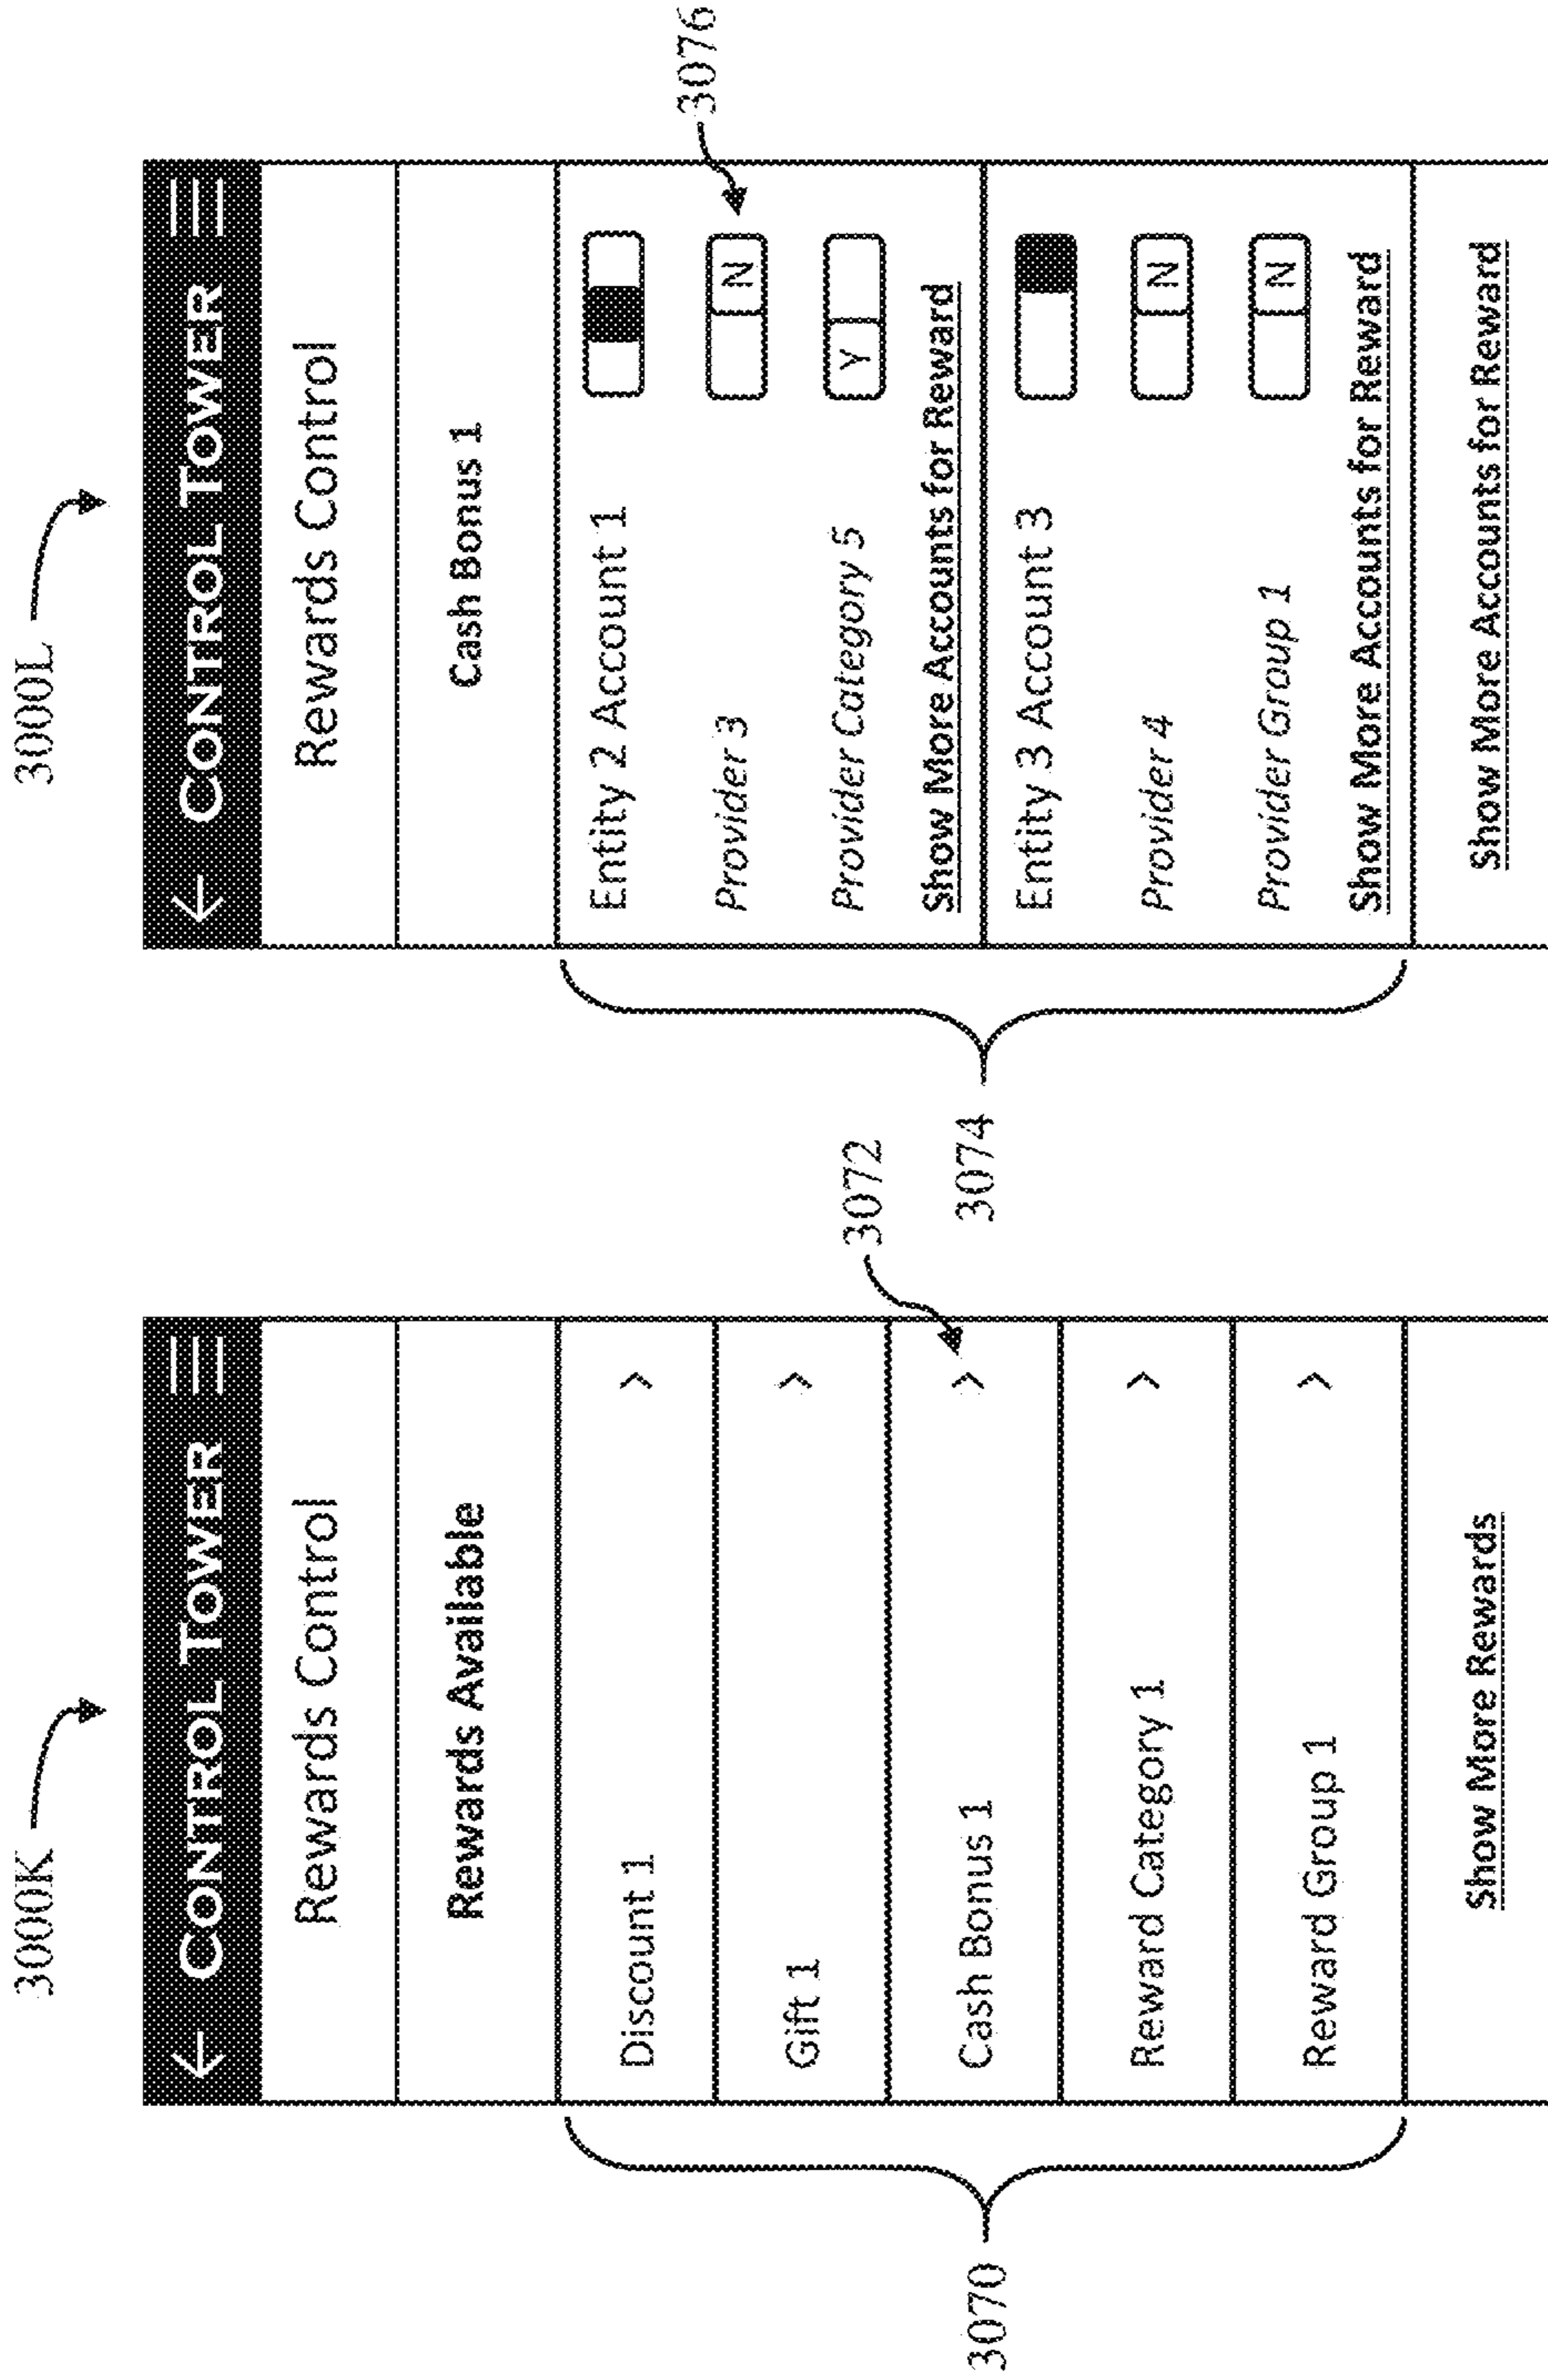 3000K
← CONTROL TOWER
Rewards Control
Rewards Available
Discount 1 >
Gift 1 >
Cash Bonus 1 >
Reward Category 1 >
Reward Group 1 >
Show More Rewards
3070
3072
3000L
← CONTROL TOWER
Rewards Control
Cash Bonus 1
Entity 2 Account 1
Provider 3 N
Provider Category 5 Y
Show More Accounts for Reward
Entity 3 Account 3
Provider 4 N
Provider Group 1 N
Show More Accounts for Reward
Show More Accounts for Reward
3074
3076